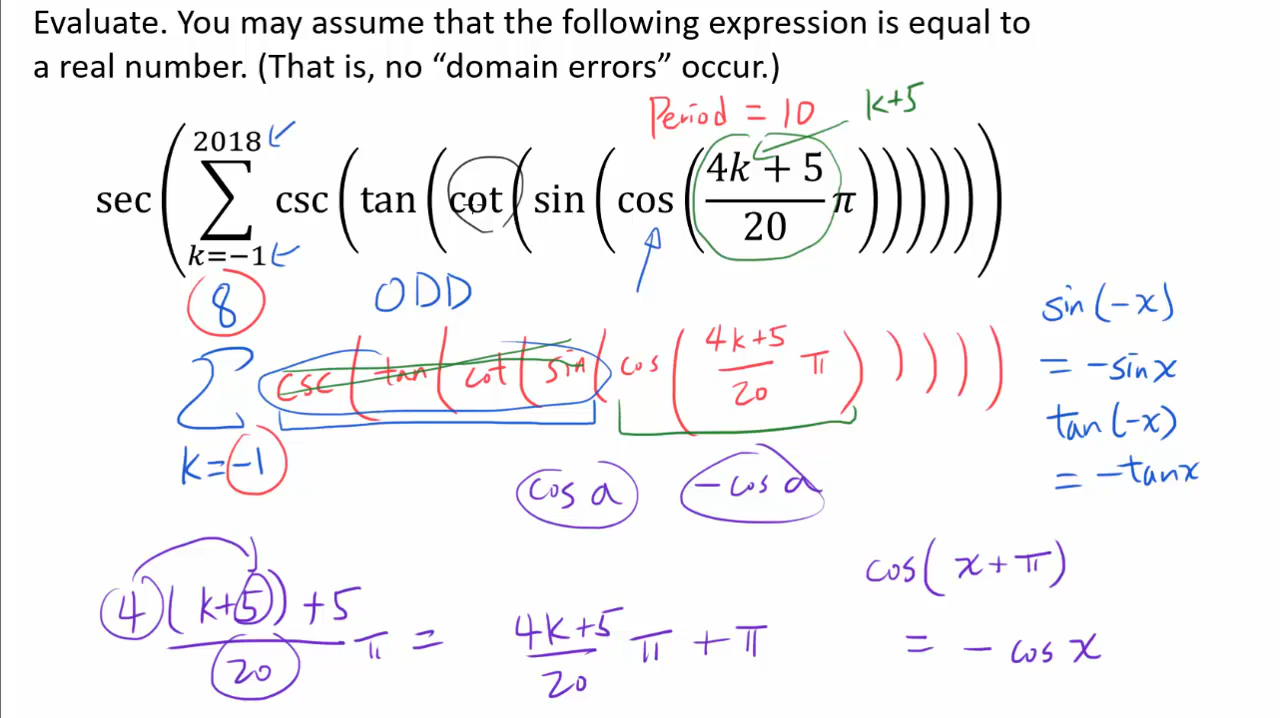 Evaluate. You may assume that the following expression is equal to
a real number. (That is, no “domain errors” occur.)
Period = 10
k+5
sec(∑_{k=−1}^{2018} csc(tan(cot(sin(cos((4k + 5)/20 π))))))
ODD
∑_{k=-1}^{8} csc(tan(cot(sin(cos((4k+5)/20 π)))))
sin(-x)
= -sinx
tan(-x)
= -tanx
cos a
-cos a
(4(k+5)+5)/20 π = (4k+5)/20 π + π
cos(x+π)
= - cos x